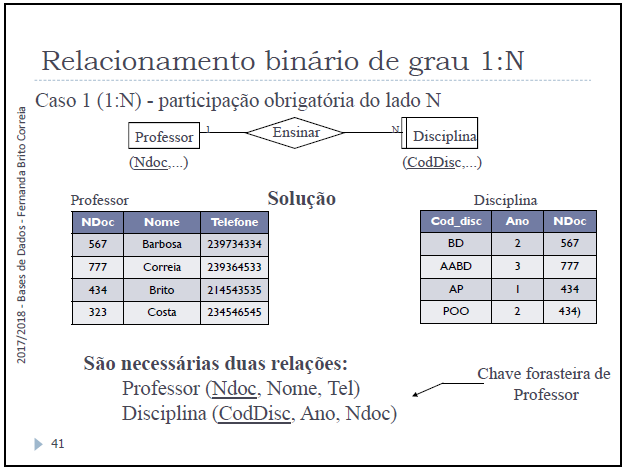 Relacionamento binário de grau 1:N
Caso 1 (1:N) - participação obrigatória do lado N
Professor 1 Ensinar N Disciplina
(Ndoc,...) (CodDisc,...)
Solução
Professor
NDoc Nome Telefone
567 Barbosa 239734334
777 Correia 239364533
434 Brito 214543535
323 Costa 234546545
Disciplina
Cod_disc Ano NDoc
BD 2 567
AABD 3 777
AP 1 434
POO 2 434)
São necessárias duas relações:
Professor (Ndoc, Nome, Tel)
Disciplina (CodDisc, Ano, Ndoc)
Chave forasteira de
Professor
2017/2018 - Bases de Dados - Fernanda Brito Correia
41